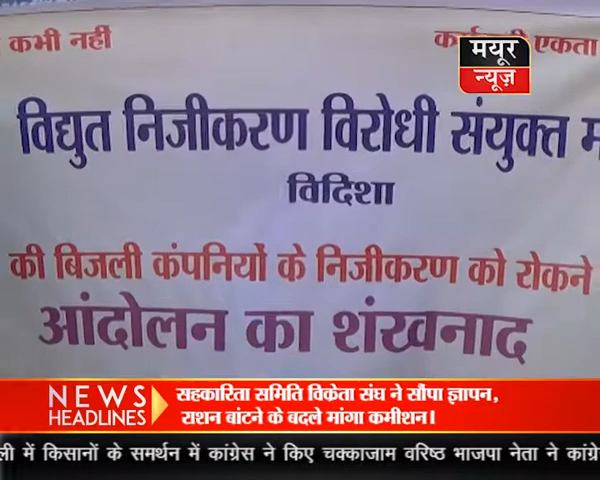 कभी नहीं
एकता
मयूर
न्यूज़
विद्युत निजीकरण विरोधी संयुक्त
विदिशा
की बिजली कंपनियों के निजीकरण को रोकने
आंदोलन का शंखनाद
NEWS
HEADLINES
सहकारिता समिति विक्रेता संघ ने सौंपा ज्ञापन,
राशन बांटने के बदले मांगा कमीशन।
में किसानों के समर्थन में कांग्रेस ने किए चक्काजाम वरिष्ठ भाजपा नेता ने